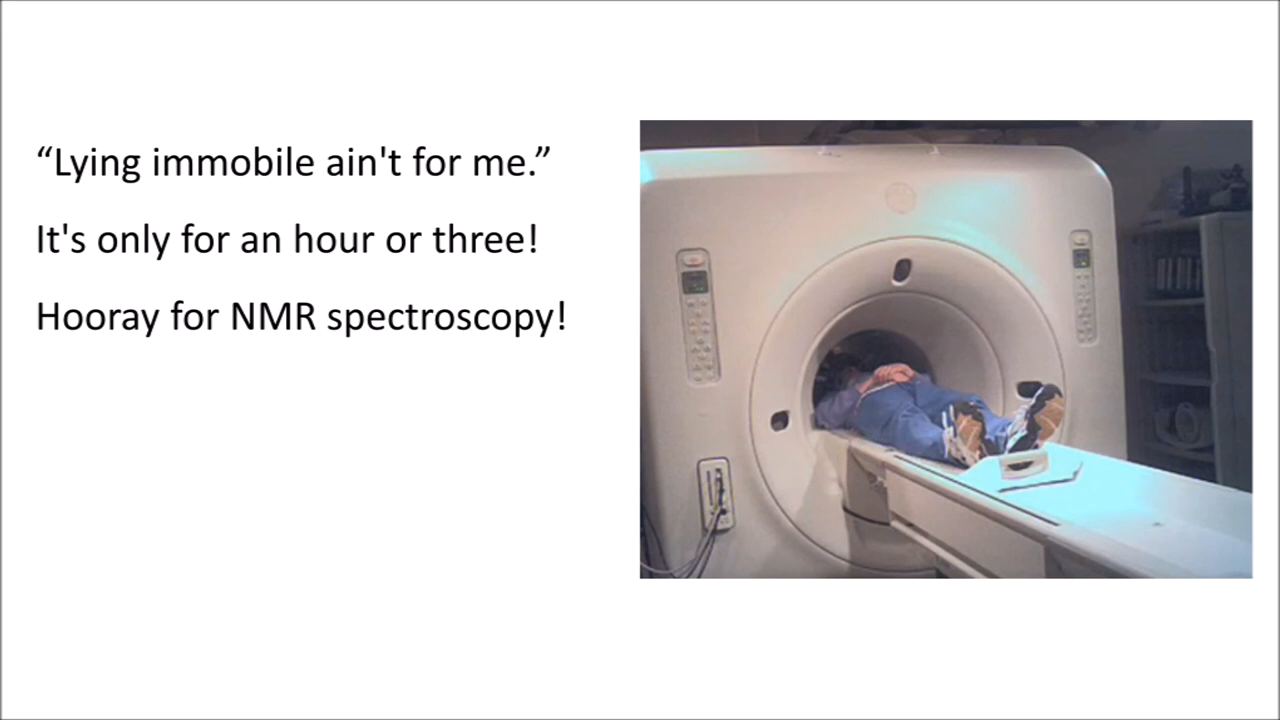 “Lying immobile ain't for me.”
It's only for an hour or three!
Hooray for NMR spectroscopy!